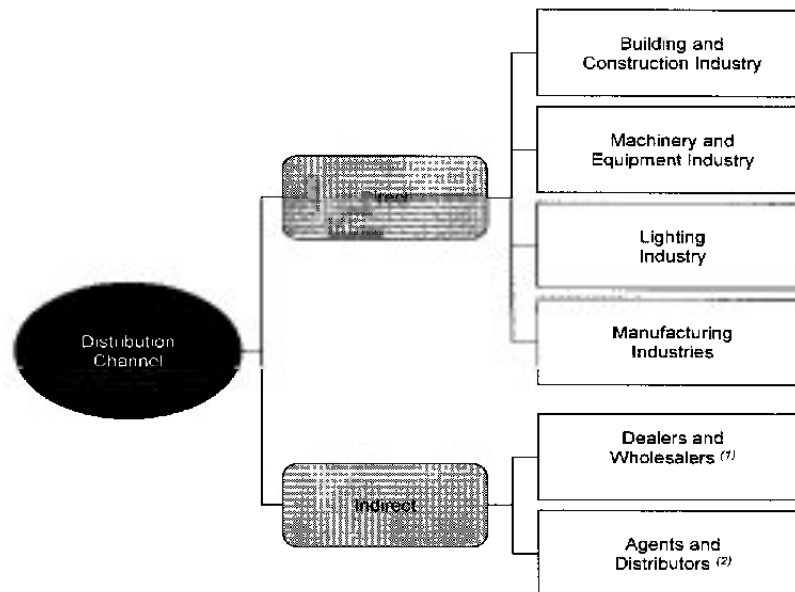 Distribution
Channel
Direct
Building and
Construction Industry
Machinery and
Equipment Industry
Lighting
Industry
Manufacturing
Industries
Indirect
Dealers and
Wholesalers (1)
Agents and
Distributors (2)